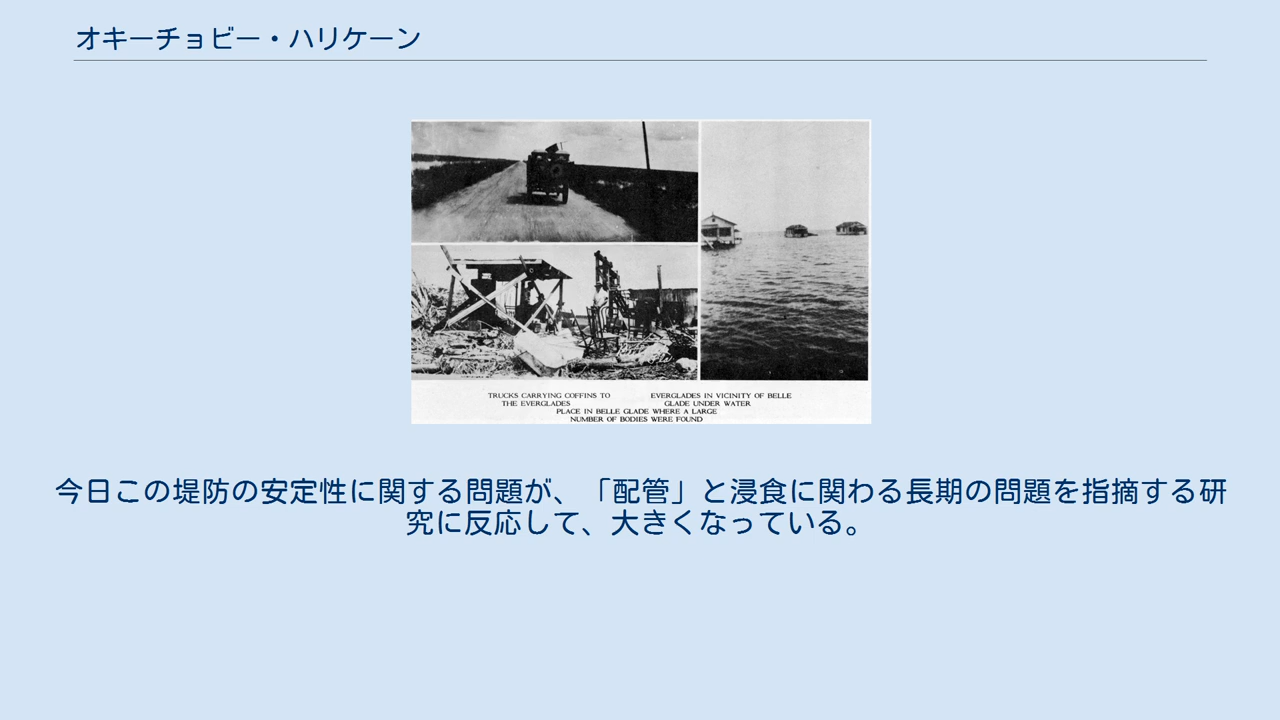 オキーチョビー・ハリケーン
TRUCKS CARRYING COFFINS TO THE EVERGLADES
EVERGLADES IN VICINITY OF BELLE GLADE UNDER WATER
PLACE IN BELLE GLADE WHERE A LARGE
NUMBER OF BODIES WERE FOUND
今日この堤防の安定性に関する問題が、「配管」と浸食に関わる長期の問題を指摘する研
究に反応して、大きくなっている。